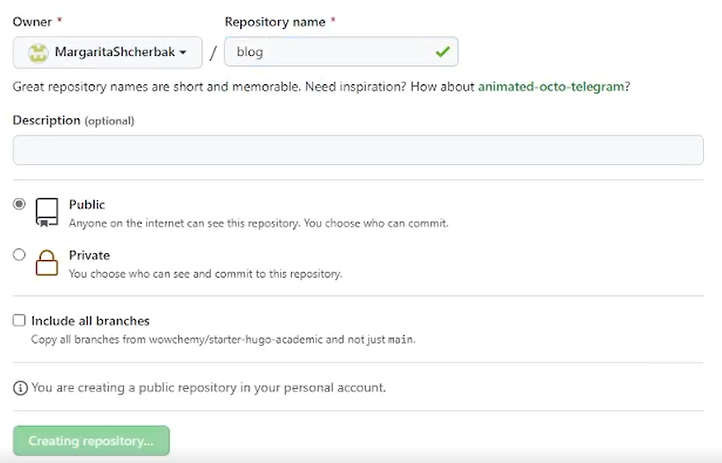 Owner * Repository name *
MargaritaShcherbak / blog
Great repository names are short and memorable. Need inspiration? How about animated-octo-telegram?
Description (optional)
Public
Anyone on the internet can see this repository. You choose who can commit.
Private
You choose who can see and commit to this repository.
Include all branches
Copy all branches from wowchemy/starter-hugo-academic and not just main.
You are creating a public repository in your personal account.
Creating repository...